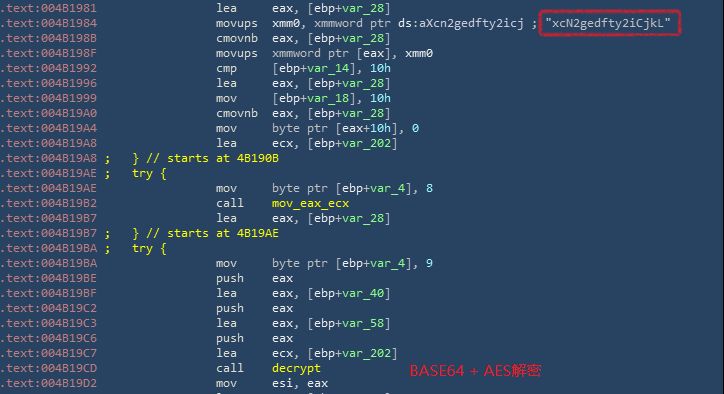 .text:004B1981 lea eax, [ebp+var_28]
.text:004B1984 movups xmm0, xmmword ptr ds:aXcn2gedfty2icj ; "xcN2gedfty2iCjkL"
.text:004B198B cmovnb eax, [ebp+var_28]
.text:004B198F movups xmmword ptr [eax], xmm0
.text:004B1992 cmp [ebp+var_14], 10h
.text:004B1996 lea eax, [ebp+var_28]
.text:004B1999 mov [ebp+var_18], 10h
.text:004B19A0 cmovnb eax, [ebp+var_28]
.text:004B19A4 mov byte ptr [eax+10h], 0
.text:004B19A8 lea ecx, [ebp+var_202]
.text:004B19A8 ; } // starts at 4B190B
.text:004B19AE ; try {
.text:004B19AE mov byte ptr [ebp+var_4], 8
.text:004B19B2 call mov_eax_ecx
.text:004B19B7 lea eax, [ebp+var_28]
.text:004B19B7 ; } // starts at 4B19AE
.text:004B19BA ; try {
.text:004B19BA mov byte ptr [ebp+var_4], 9
.text:004B19BE push eax
.text:004B19BF lea eax, [ebp+var_40]
.text:004B19C2 push eax
.text:004B19C3 lea eax, [ebp+var_58]
.text:004B19C6 push eax
.text:004B19C7 lea ecx, [ebp+var_202]
.text:004B19CD call decrypt BASE64 + AES解密
.text:004B19D2 mov esi, eax